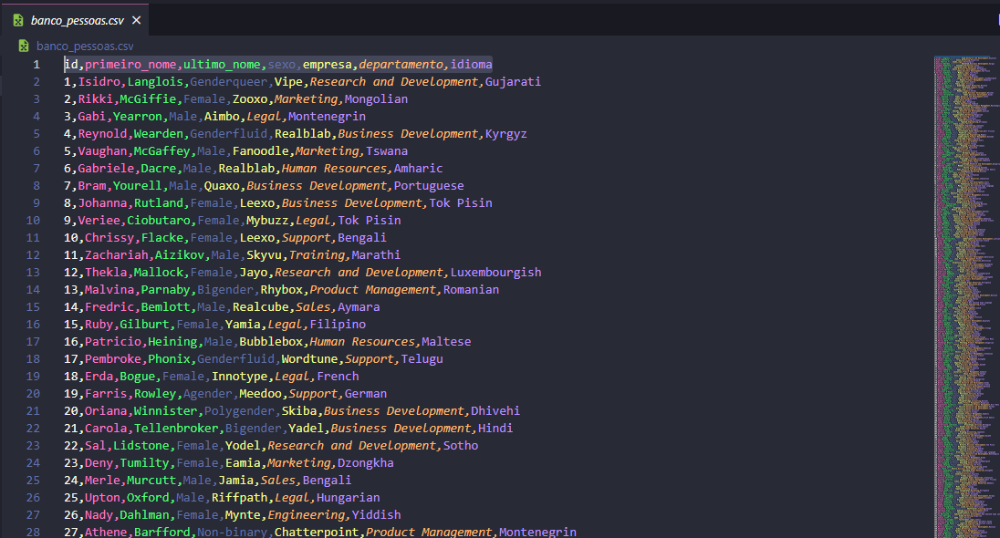 banco_pessoas.csv
banco_pessoas.csv
1 id,primeiro_nome,ultimo_nome,sexo,empresa,departamento,idioma
2 1,Isidro,Langlois,Genderqueer,Vipe,Research and Development,Gujarati
3 2,Rikki,McGiffie,Female,Zooxo,Marketing,Mongolian
4 3,Gabi,Yearron,Male,Aimbo,Legal,Montenegrin
5 4,Reynold,Wearden,Genderfluid,Realblab,Business Development,Kyrgyz
6 5,Vaughan,McGaffey,Male,Fanoodle,Marketing,Tswana
7 6,Gabriele,Dacre,Male,Realblab,Human Resources,Amharic
8 7,Bram,Yourell,Male,Quaxo,Business Development,Portuguese
9 8,Johanna,Rutland,Female,Leexo,Business Development,Tok Pisin
10 9,Veriee,Ciobutaro,Female,Mybuzz,Legal,Tok Pisin
11 10,Chrissy,Flacke,Female,Leexo,Support,Bengali
12 11,Zachariah,Aizikov,Male,Skyvu,Training,Marathi
13 12,Thekla,Mallock,Female,Jayo,Research and Development,Luxembourgish
14 13,Malvina,Parnaby,Bigender,Rhybox,Product Management,Romanian
15 14,Fredric,Bemlott,Male,Realcube,Sales,Aymara
16 15,Ruby,Gilburt,Female,Yamia,Legal,Filipino
17 16,Patricio,Heining,Male,Bubblebox,Human Resources,Maltese
18 17,Pembroke,Phonix,Genderfluid,Wordtune,Support,Telugu
19 18,Erda,Bogue,Female,Innotype,Legal,French
20 19,Farris,Rowley,Agender,Meedoo,Support,German
21 20,Oriana,Winnister,Polygender,Skiba,Business Development,Dhivehi
22 21,Carola,Tellenbroker,Bigender,Yadel,Business Development,Hindi
23 22,Sal,Lidstone,Female,Yodel,Research and Development,Sotho
24 23,Deny,Tumilty,Female,Eamia,Marketing,Dzongkha
25 24,Merle,Murcutt,Male,Jamia,Sales,Bengali
26 25,Upton,Oxford,Male,Riffpath,Legal,Hungarian
27 26,Nady,Dahlman,Female,Mynte,Engineering,Yiddish
28 27,Athene,Barfford,Non-binary,Chatterpoint,Product Management,Montenegrin